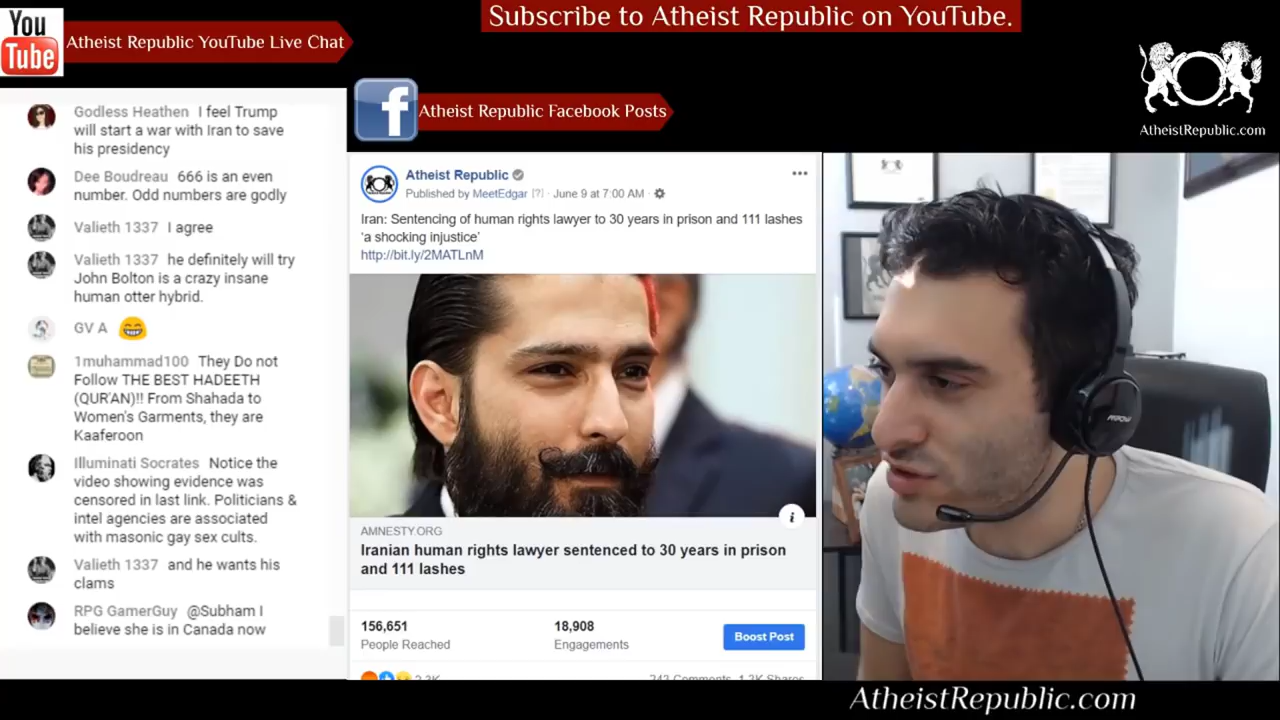 Subscribe to Atheist Republic on YouTube.
You
Tube
Atheist Republic YouTube Live Chat
AtheistRepublic.com
f
Atheist Republic Facebook Posts
Godless Heathen I feel Trump
will start a war with Iran to save
his presidency
Dee Boudreau 666 is an even
number. Odd numbers are godly
Valieth 1337 I agree
Valieth 1337 he definitely will try
John Bolton is a crazy insane
human otter hybrid.
GV A
1muhammad100 They Do not
Follow THE BEST HADEETH
(QUR'AN)!! From Shahada to
Women's Garments, they are
Kaaferoon
Illuminati Socrates Notice the
video showing evidence was
censored in last link. Politicians &
intel agencies are associated
with masonic gay sex cults.
Valieth 1337 and he wants his
clams
RPG GamerGuy @Subham I
believe she is in Canada now
Atheist Republic
Published by MeetEdgar [?] · June 9 at 7:00 AM ·
Iran: Sentencing of human rights lawyer to 30 years in prison and 111 lashes
‘a shocking injustice’
http://bit.ly/2MATLnM
i
AMNESTY.ORG
Iranian human rights lawyer sentenced to 30 years in prison
and 111 lashes
156,651
People Reached
18,908
Engagements
Boost Post
2.3K
243 Comments 1.2K Shares
AtheistRepublic.com